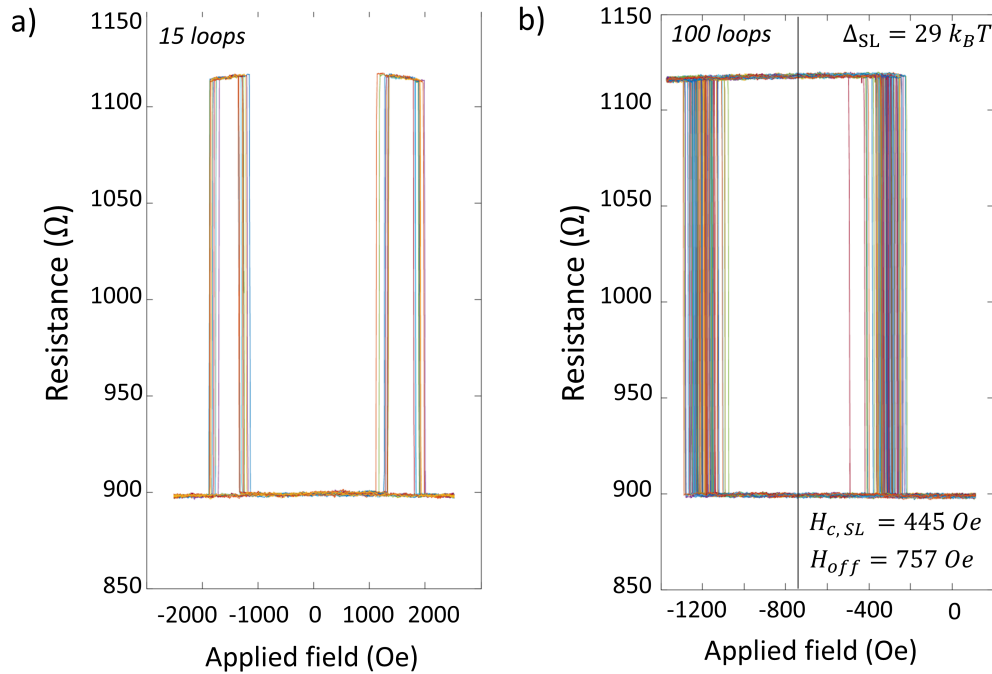 a)
15 loops
1150
1100
1050
1000
950
900
850
Resistance (Ω)
-2000 -1000 0 1000 2000
Applied field (Oe)
b)
100 loops
Δ_SL = 29 k_BT
1150
1100
1050
1000
950
900
850
Resistance (Ω)
H_c, SL = 445 Oe
H_off = 757 Oe
-1200 -800 -400 0
Applied field (Oe)